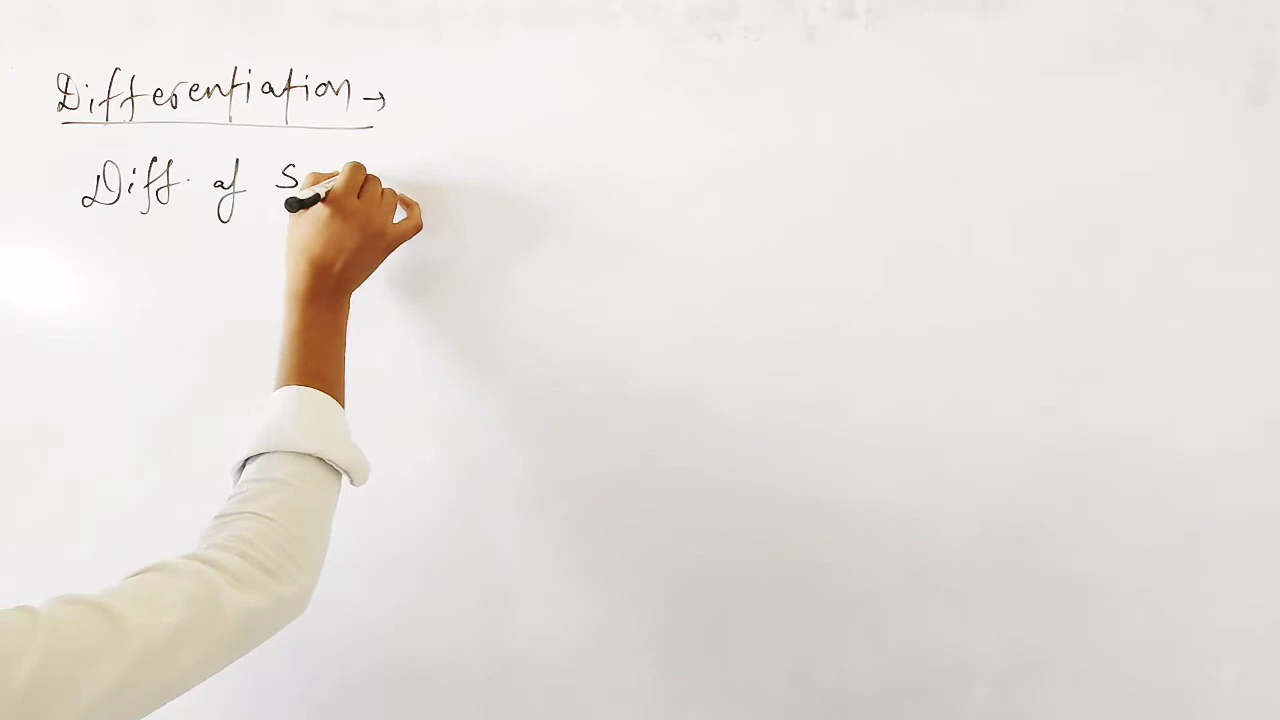 Differentiation →
Diff. of S